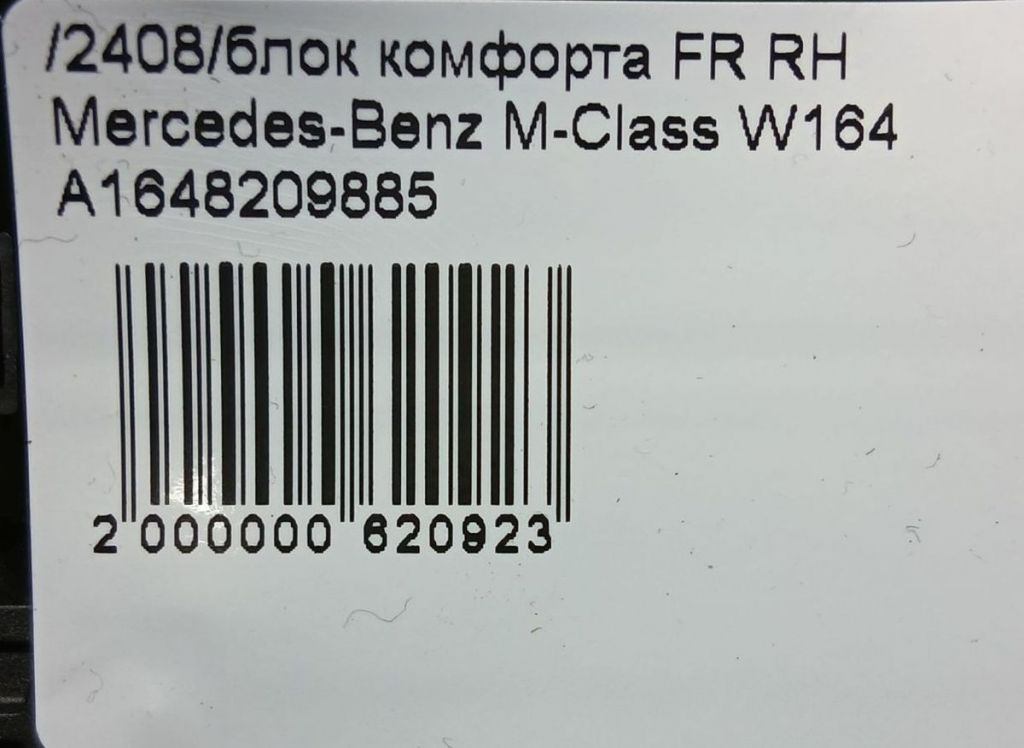 /2408/блок комфорта FR RH
Mercedes-Benz M-Class W164
A1648209885
2 000000 620923